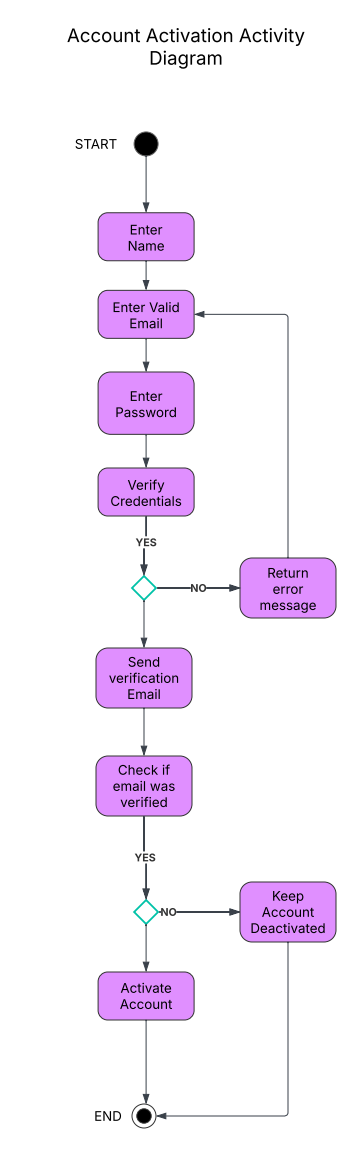 Account Activation Activity
Diagram
START
Enter
Name
Enter Valid
Email
Enter
Password
Verify
Credentials
YES
NO
Return
error
message
Send
verification
Email
Check if
email was
verified
YES
NO
Keep
Account
Deactivated
Activate
Account
END